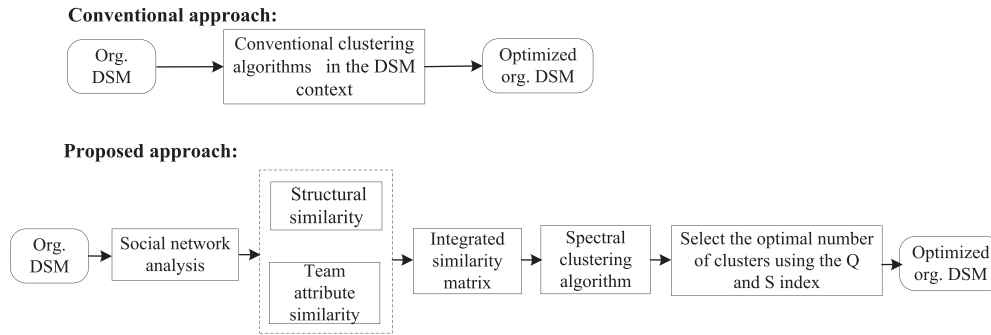 Conventional approach:
Org.
DSM
Conventional clustering
algorithms in the DSM
context
Optimized
org. DSM
Proposed approach:
Org.
DSM
Social network
analysis
Structural
similarity
Team
attribute
similarity
Integrated
similarity
matrix
Spectral
clustering
algorithm
Select the optimal number
of clusters using the Q
and S index
Optimized
org. DSM